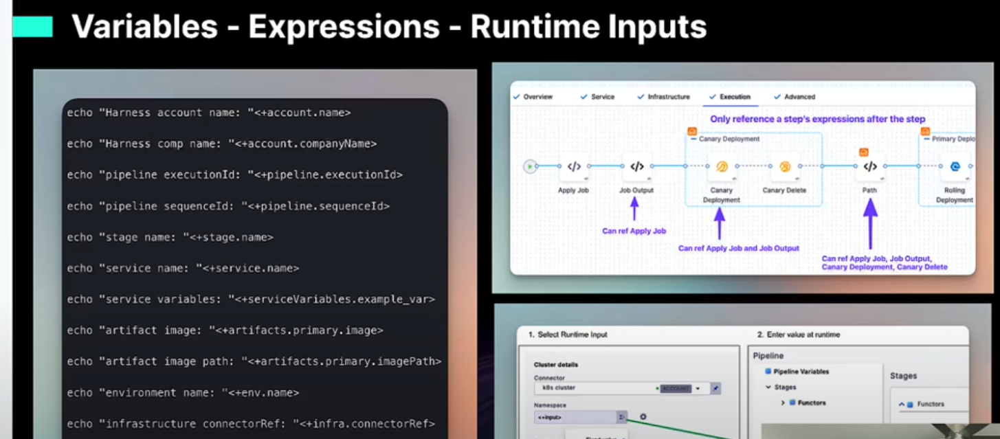 Variables - Expressions - Runtime Inputs
echo "Harness account name: "<+account.name>
echo "Harness comp name: "<+account.companyName>
echo "pipeline executionId: "<+pipeline.executionId>
echo "pipeline sequenceId: "<+pipeline.sequenceId>
echo "stage name: "<+stage.name>
echo "service name: "<+service.name>
echo "service variables: "<+serviceVariables.example_var>
echo "artifact image: "<+artifacts.primary.image>
echo "artifact image path: "<+artifacts.primary.imagePath>
echo "environment name: "<+env.name>
echo "infrastructure connectorRef: "<+infra.connectorRef>
Overview Service Infrastructure Execution Advanced
Only reference a step's expressions after the step
Canary Deployment
Primary Deplo
Apply Job
Job Output
Canary
Deployment
Canary Delete
Path
Rolling
Deployment
Can ref Apply Job
Can ref Apply Job and Job Output
Can ref Apply Job, Job Output,
Canary Deployment, Canary Delete
1. Select Runtime Input
Cluster details
Connector
k8s cluster
ACCOUNT
Namespace
<+input>
2. Enter value at runtime
Pipeline
Pipeline Variables
Stages
Functors
Stages
Functors